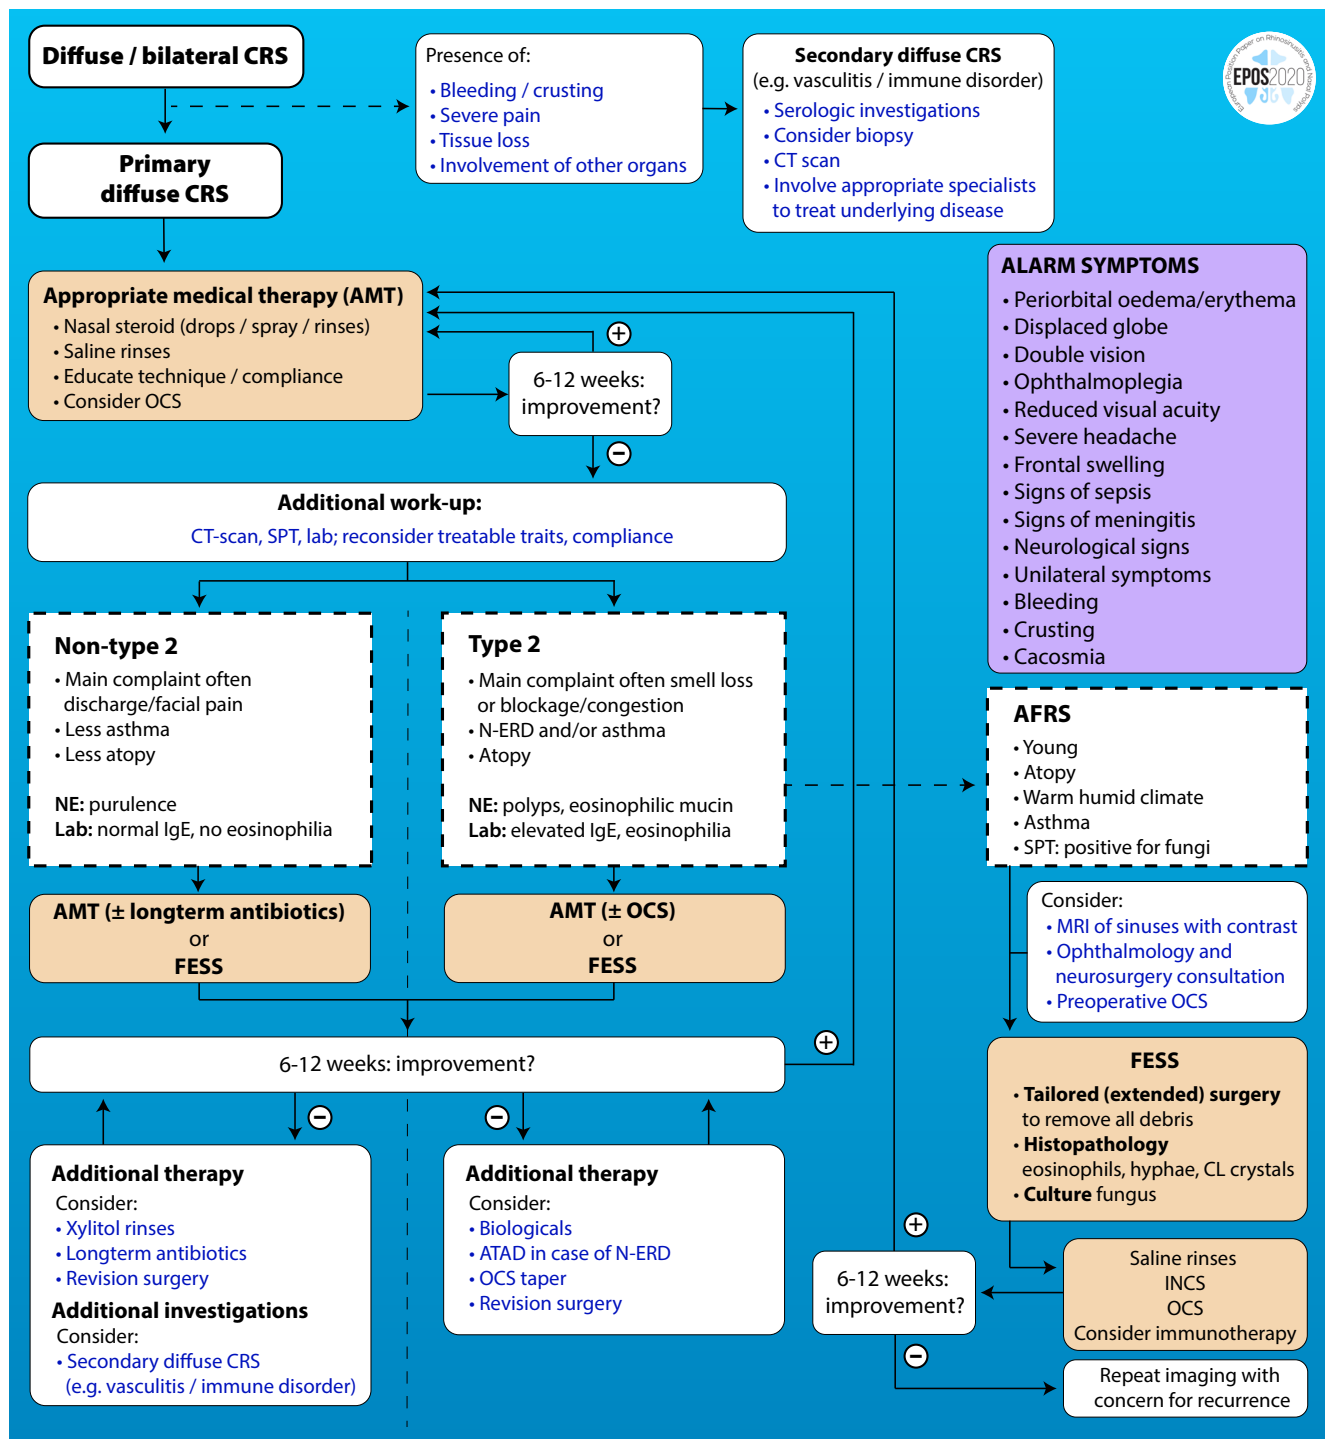 Diffuse / bilateral CRS
Presence of:
• Bleeding / crusting
• Severe pain
• Tissue loss
• Involvement of other organs
Secondary diffuse CRS
(e.g. vasculitis / immune disorder)
• Serologic investigations
• Consider biopsy
• CT scan
• Involve appropriate specialists
to treat underlying disease
European Position Paper on Rhinosinusitis and Nasal Polyps
EPOS2020
Primary
diffuse CRS
Appropriate medical therapy (AMT)
• Nasal steroid (drops / spray / rinses)
• Saline rinses
• Educate technique / compliance
• Consider OCS
+
6-12 weeks:
improvement?
−
ALARM SYMPTOMS
• Periorbital oedema/erythema
• Displaced globe
• Double vision
• Ophthalmoplegia
• Reduced visual acuity
• Severe headache
• Frontal swelling
• Signs of sepsis
• Signs of meningitis
• Neurological signs
• Unilateral symptoms
• Bleeding
• Crusting
• Cacosmia
Additional work-up:
CT-scan, SPT, lab; reconsider treatable traits, compliance
Non-type 2
• Main complaint often
discharge/facial pain
• Less asthma
• Less atopy
NE: purulence
Lab: normal IgE, no eosinophilia
Type 2
• Main complaint often smell loss
or blockage/congestion
• N-ERD and/or asthma
• Atopy
NE: polyps, eosinophilic mucin
Lab: elevated IgE, eosinophilia
AFRS
• Young
• Atopy
• Warm humid climate
• Asthma
• SPT: positive for fungi
AMT (± longterm antibiotics)
or
FESS
AMT (± OCS)
or
FESS
Consider:
• MRI of sinuses with contrast
• Ophthalmology and
neurosurgery consultation
• Preoperative OCS
6-12 weeks: improvement?
+
−
−
FESS
• Tailored (extended) surgery
to remove all debris
• Histopathology
eosinophils, hyphae, CL crystals
• Culture fungus
Additional therapy
Consider:
• Xylitol rinses
• Longterm antibiotics
• Revision surgery
Additional investigations
Consider:
• Secondary diffuse CRS
(e.g. vasculitis / immune disorder)
Additional therapy
Consider:
• Biologicals
• ATAD in case of N-ERD
• OCS taper
• Revision surgery
+
6-12 weeks:
improvement?
−
Saline rinses
INCS
OCS
Consider immunotherapy
Repeat imaging with
concern for recurrence